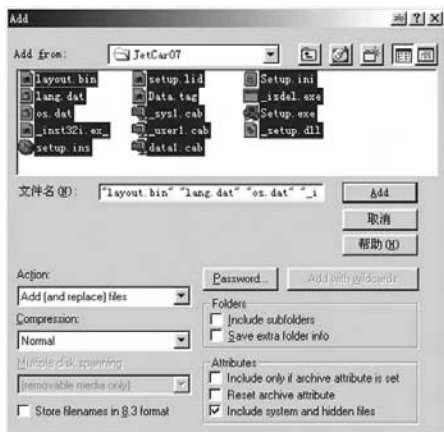 Add
Add from: JetCar07
layout.bin setup.lid Setup.ini
lang.dat Data.tag _isdel.exe
os.dat _sys1.cab Setup.exe
_inst32i.ex_ _user1.cab _setup.dll
setup.ins data1.cab
文件名(N): "layout.bin" "lang.dat" "os.dat" "_i Add
取消
帮助(H)
Action: Password... Add with wildcards
Add (and replace) files Folders
Include subfolders
Compression: Save extra folder info
Normal
Multiple disk spanning Attributes
(removable media only) Include only if archive attribute is set
Reset archive attribute
Store filenames in 8.3 format Include system and hidden files